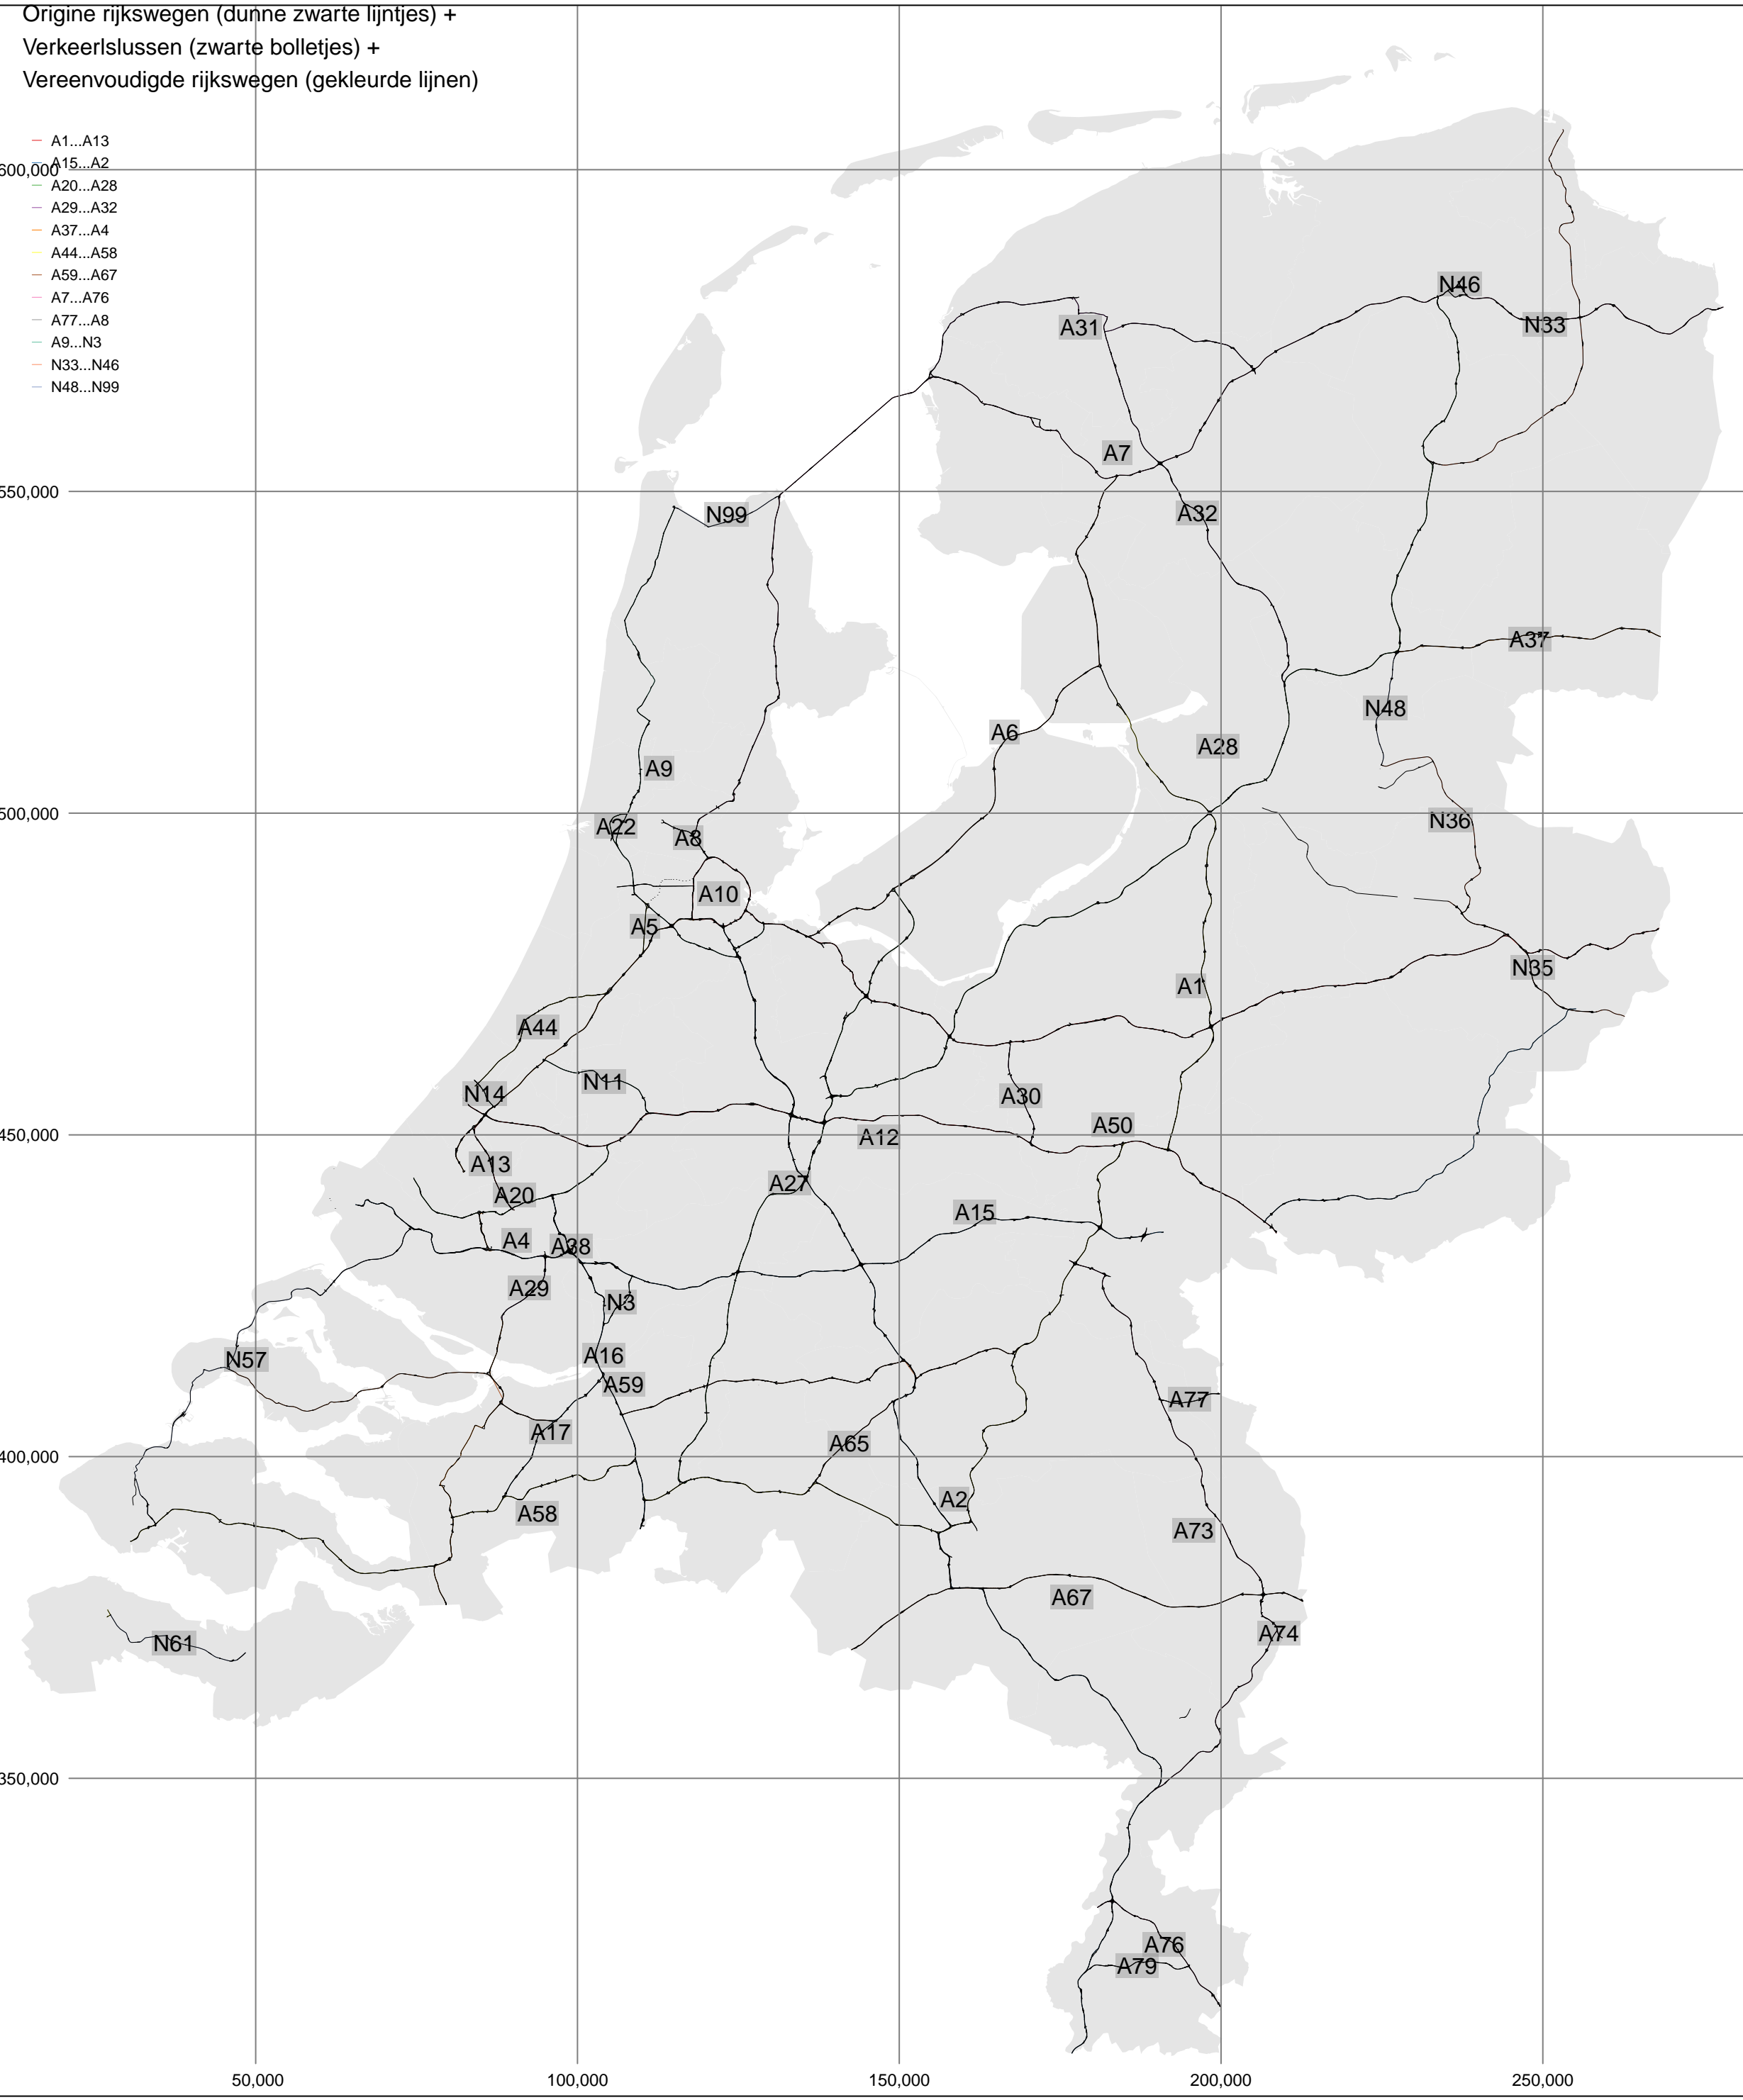 Origine rijkswegen (dunne zwarte lijntjes) +
Verkeerlslussen (zwarte bolletjes) +
Vereenvoudigde rijkswegen (gekleurde lijnen)
A1...A13
A15...A2
600,000
A20...A28
A29...A32
A37...A4
A44...A58
A59...A67
A7...A76
A77...A8
A9...N3
N33...N46
N48...N99
N46
N33
A31
A7
550,000
N99
A32
A37
N48
A6
A28
A9
500,000
A22
A8
N36
A10
A5
N35
A1
A44
N11
N14
A30
A50
450,000
A12
A13
A27
A20
A15
A4
A38
A29
N3
A16
N57
A59
A77
A17
A65
400,000
A2
A58
A73
A67
A74
N61
350,000
A76
A79
50,000
100,000
150,000
200,000
250,000